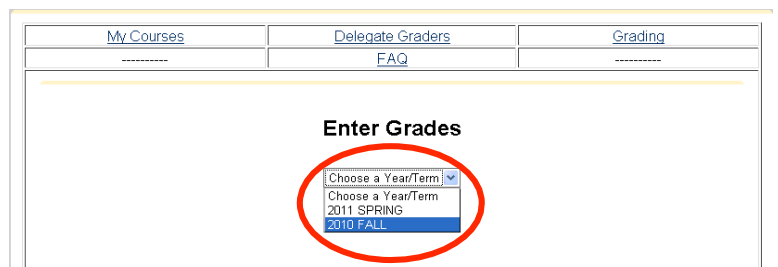 My Courses Delegate Graders Grading
---------- FAQ ----------
Enter Grades
Choose a Year/Term
Choose a Year/Term
2011 SPRING
2010 FALL